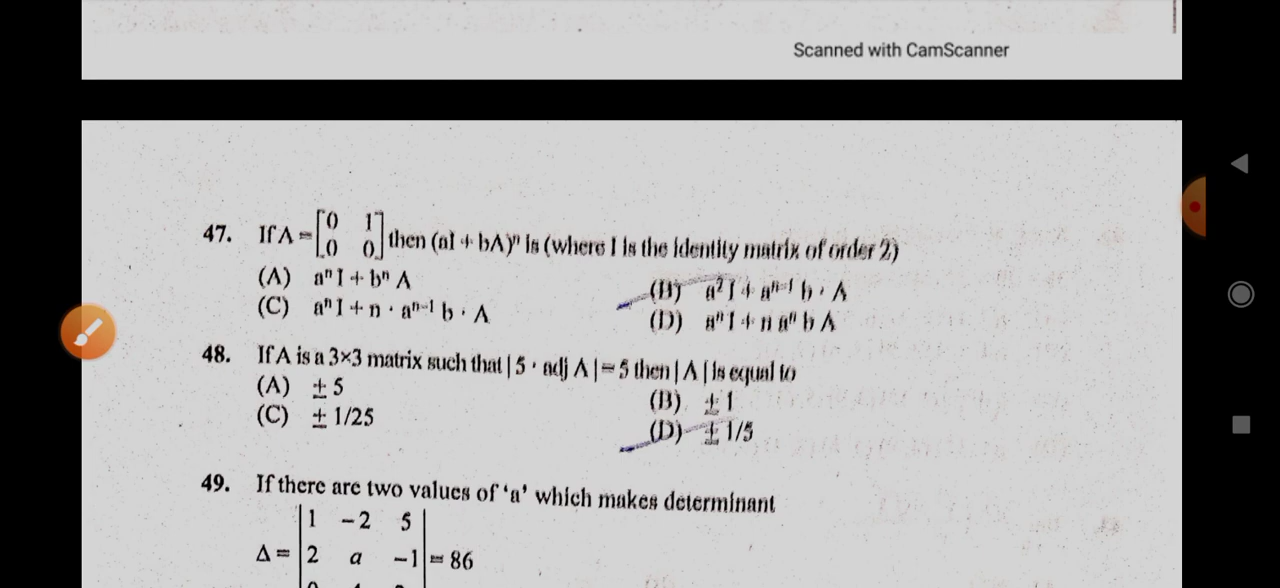 Scanned with CamScanner
47. If A = [0 1 0 0] then (aI + bA)ⁿ is (where I is the identity matrix of order 2)
(A) aⁿ I + bⁿ A (B) a² I + aⁿ⁻¹ b · A
(C) aⁿ I + n · aⁿ⁻¹ b · A (D) aⁿ I + n aⁿ b A
48. If A is a 3×3 matrix such that | 5 · adj A | = 5 then | A | is equal to
(A) ± 5 (B) ± 1
(C) ± 1/25 (D) ± 1/5
49. If there are two values of ‘a’ which makes determinant
|1 -2 5|
Δ = |2 a -1| = 86